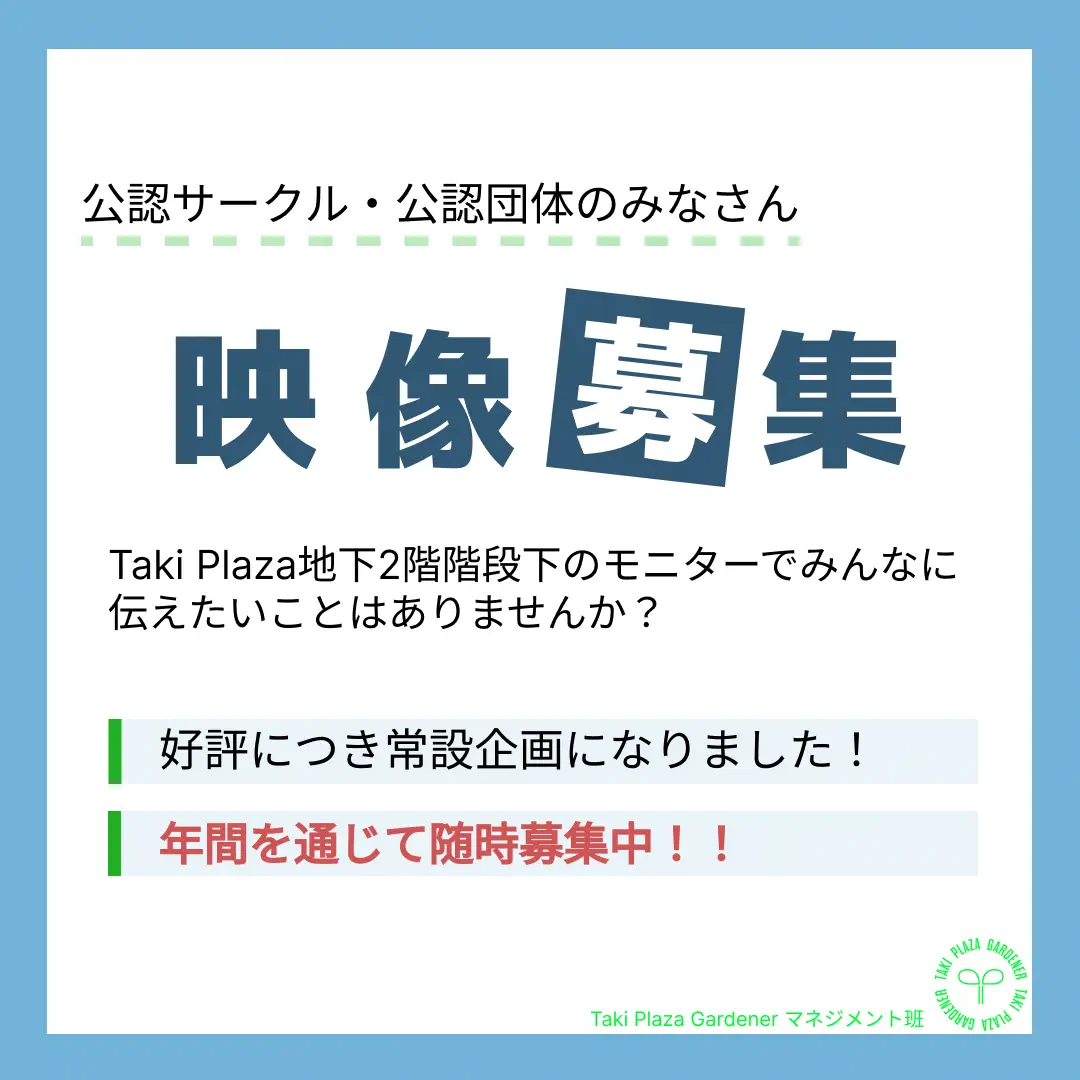 公認サークル・公認団体のみなさん
映像募集
Taki Plaza地下2階階段下のモニターでみんなに
伝えたいことはありませんか？
好評につき常設企画になりました！
年間を通じて随時募集中！！
Taki Plaza Gardener マネジメント班
TAKI PLAZA GARDENER TAKI PLAZA GARDENER